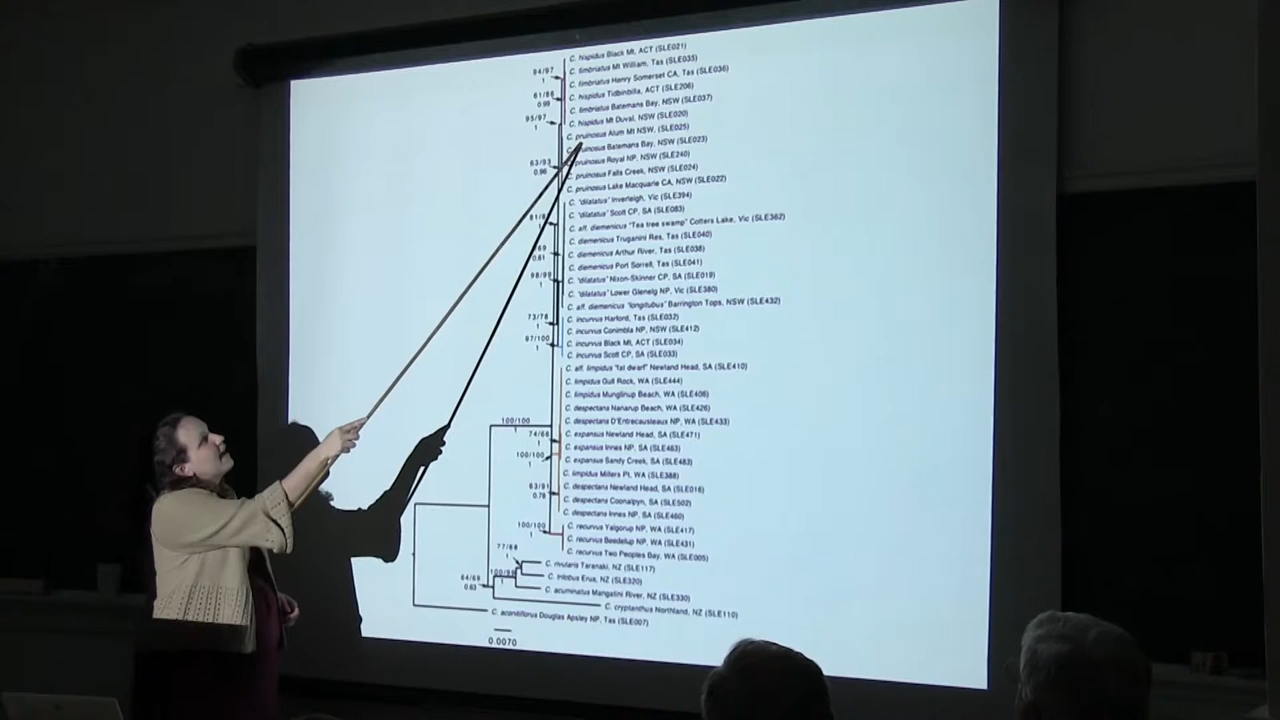 C. hispidus Black Mt, ACT (SLE021)
94/97
1
C. fimbriatus Mt William, Tas (SLE035)
C. fimbriatus Henry Somerset CA, Tas (SLE036)
61/86
0.99
C. hispidus Tidbinbilla, ACT (SLE206)
C. fimbriatus Batemans Bay, NSW (SLE037)
95/97
1
C. hispidus Mt Duval, NSW (SLE020)
C. pruinosus Alum Mt NSW, (SLE025)
ruinosus Batemans Bay, NSW (SLE023)
63/93
0.96
pruinosus Royal NP, NSW (SLE240)
C. pruinosus Falls Creek, NSW (SLE024)
C. pruinosus Lake Macquarie CA, NSW (SLE022)
C. "dilatatus" Inverleigh, Vic (SLE394)
C. "dilatatus" Scott CP, SA (SLE083)
C. aff. diemenicus "Tea tree swamp" Cotters Lake, Vic (SLE362)
C. diemenicus Truganini Res, Tas (SLE040)
C. diemenicus Arthur River, Tas (SLE038)
0.61
C. diemenicus Port Sorrell, Tas (SLE041)
98/99
1
C. "dilatatus" Nixon-Skinner CP, SA (SLE019)
C. "dilatatus" Lower Glenelg NP, Vic (SLE380)
C. aff. diemenicus "longitubus" Barrington Tops, NSW (SLE432)
73/78
1
C. incurvus Harford, Tas (SLE032)
C. incurvus Conimbla NP, NSW (SLE412)
87/100
1
C. incurvus Black Mt, ACT (SLE034)
C. incurvus Scott CP, SA (SLE033)
C. aff. limpidus "fat dwarf" Newland Head, SA (SLE410)
C. limpidus Gull Rock, WA (SLE444)
C. limpidus Munglinup Beach, WA (SLE406)
C. despectans Nanarup Beach, WA (SLE426)
100/100
1
C. despectans D'Entrecausteaux NP, WA (SLE433)
74/66
1
C. expansus Newland Head, SA (SLE471)
C. expansus Innes NP, SA (SLE463)
100/100
1
C. expansus Sandy Creek, SA (SLE483)
C. limpidus Millers Pt, WA (SLE388)
63/91
0.78
C. despectans Newland Head, SA (SLE016)
C. despectans Coonalpyn, SA (SLE502)
C. despectans Innes NP, SA (SLE460)
100/100
1
C. recurvus Yalgorup NP, WA (SLE417)
C. recurvus Beedelup NP, WA (SLE431)
C. recurvus Two Peoples Bay, WA (SLE005)
77/88
1
C. rivularis Taranaki, NZ (SLE117)
C. trilobus Erua, NZ (SLE320)
64/69
0.63
C. acuminatus Mangatini River, NZ (SLE330)
C. cryptanthus Northland, NZ (SLE110)
C. aconitiflorus Douglas Apsley NP, Tas (SLE007)
0.0070